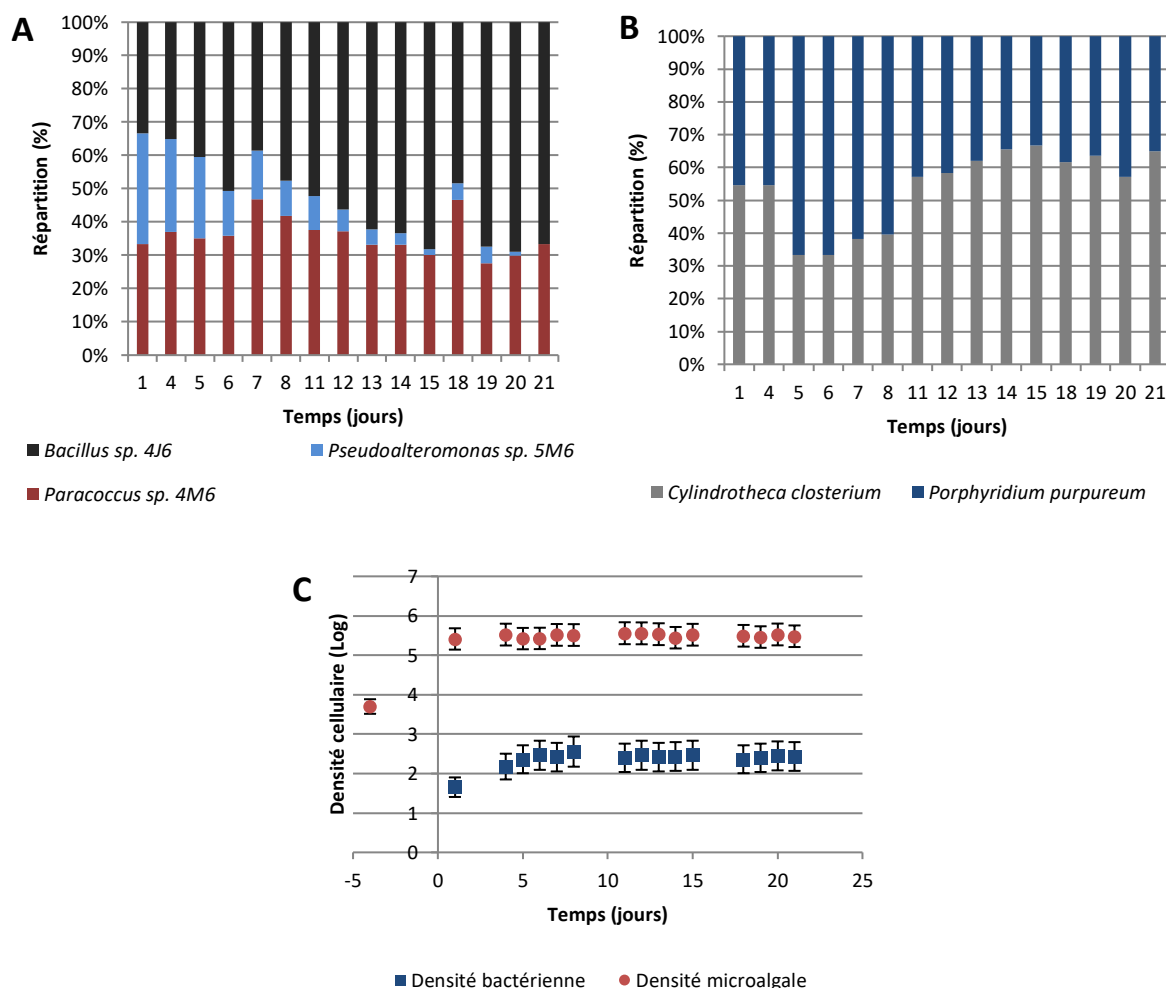 A
100%
90%
80%
70%
60%
50%
40%
30%
20%
10%
0%
Répartition (%)
1 4 5 6 7 8 11 12 13 14 15 18 19 20 21
Temps (jours)
Bacillus sp. 4J6
Pseudoalteromonas sp. 5M6
Paracoccus sp. 4M6
B
100%
90%
80%
70%
60%
50%
40%
30%
20%
10%
0%
Répartition (%)
1 4 5 6 7 8 11 12 13 14 15 18 19 20 21
Temps (jours)
Cylindrotheca closterium
Porphyridium purpureum
C
7
6
5
4
3
2
1
0
Densité cellulaire (Log)
-5 0 5 10 15 20 25
Temps (jours)
Densité bactérienne
Densité microalgale